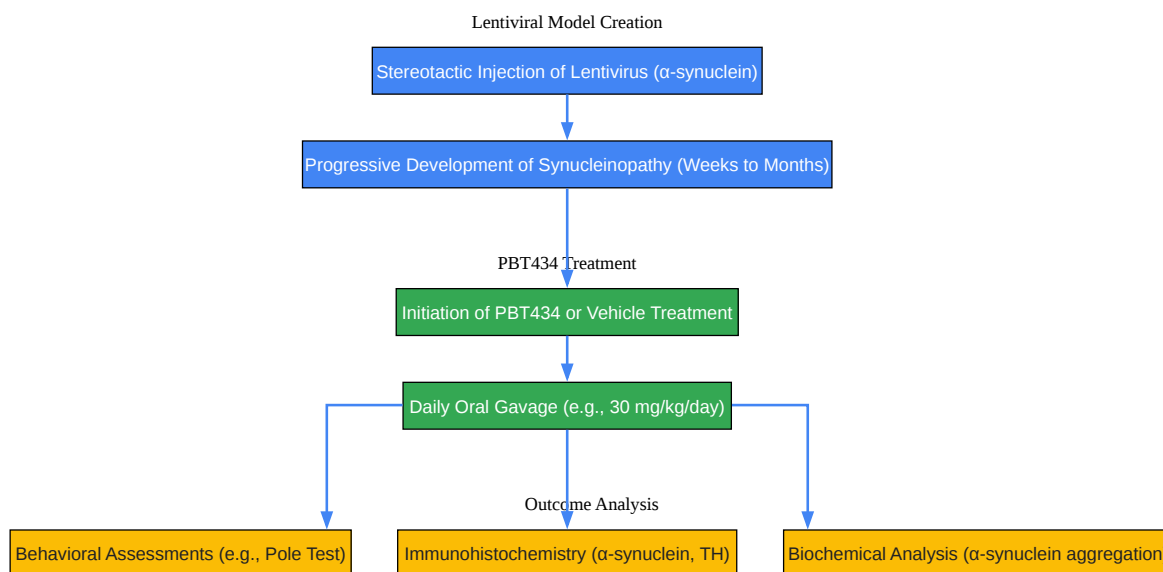 Lentiviral Model Creation
Stereotactic Injection of Lentivirus (α-synuclein)
Progressive Development of Synucleinopathy (Weeks to Months)
PBT434 Treatment
Initiation of PBT434 or Vehicle Treatment
Daily Oral Gavage (e.g., 30 mg/kg/day)
Outcome Analysis
Behavioral Assessments (e.g., Pole Test)
Immunohistochemistry (α-synuclein, TH)
Biochemical Analysis (α-synuclein aggregation